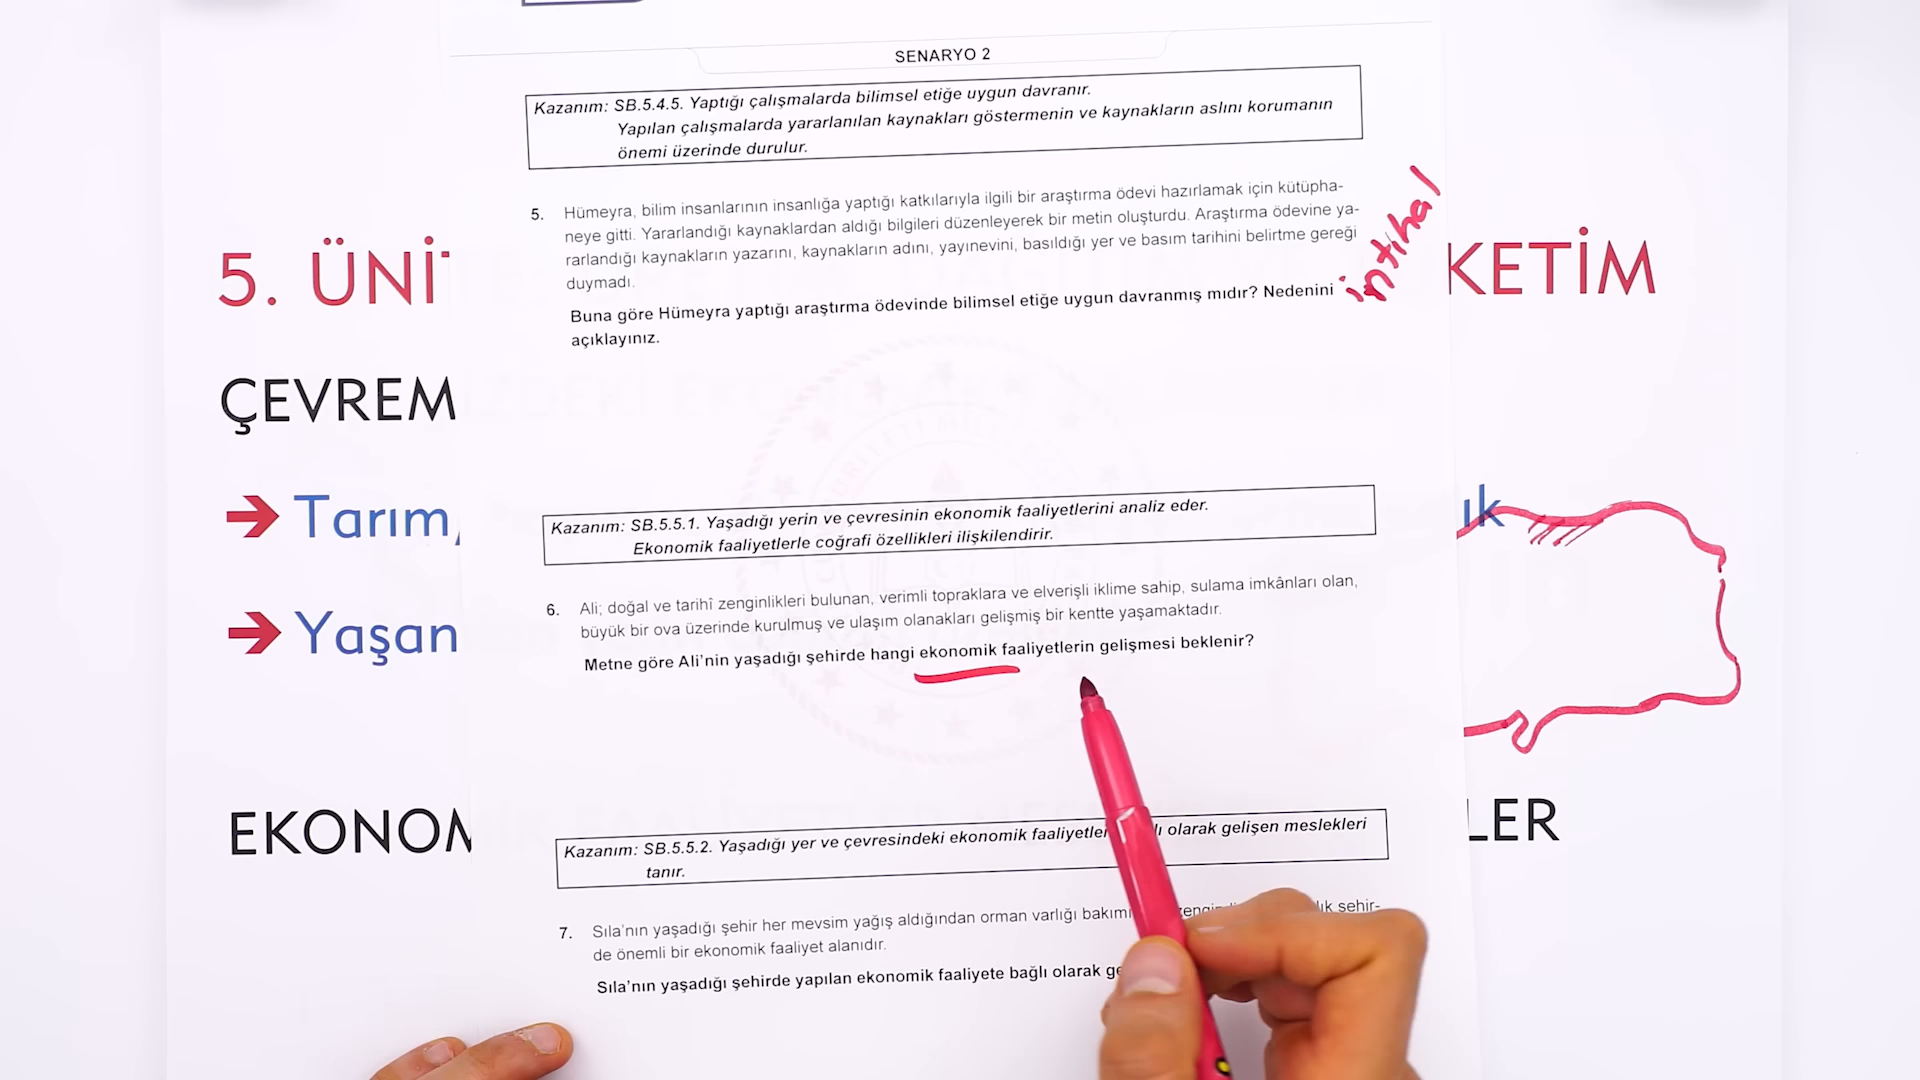 SENARYO 2
Kazanım: SB.5.4.5. Yaptığı çalışmalarda bilimsel etiğe uygun davranır.
Yapılan çalışmalarda yararlanılan kaynakları göstermenin ve kaynakların aslını korumanın
önemi üzerinde durulur.
5. Hümeyra, bilim insanlarının insanlığa yaptığı katkılarıyla ilgili bir araştırma ödevi hazırlamak için kütüpha-
neye gitti. Yararlandığı kaynaklardan aldığı bilgileri düzenleyerek bir metin oluşturdu. Araştırma ödevine ya-
rarlandığı kaynakların yazarını, kaynakların adını, yayınevini, basıldığı yer ve basım tarihini belirtme gereği
duymadı.
Buna göre Hümeyra yaptığı araştırma ödevinde bilimsel etiğe uygun davranmış mıdır? Nedenini
açıklayınız.
intihal
5. ÜNİT
KETİM
ÇEVREM
Tarım,
ık
Yaşan
Kazanım: SB.5.5.1. Yaşadığı yerin ve çevresinin ekonomik faaliyetlerini analiz eder.
Ekonomik faaliyetlerle coğrafi özellikleri ilişkilendirir.
6. Ali; doğal ve tarihî zenginlikleri bulunan, verimli topraklara ve elverişli iklime sahip, sulama imkânları olan,
büyük bir ova üzerinde kurulmuş ve ulaşım olanakları gelişmiş bir kentte yaşamaktadır.
Metne göre Ali'nin yaşadığı şehirde hangi ekonomik faaliyetlerin gelişmesi beklenir?
EKONOM
LER
Kazanım: SB.5.5.2. Yaşadığı yer ve çevresindeki ekonomik faaliyetler olarak gelişen meslekleri
tanır.
7. Sıla'nın yaşadığı şehir her mevsim yağış aldığından orman varlığı bakımı zengindi lık şehir-
de önemli bir ekonomik faaliyet alanıdır.
Sıla'nın yaşadığı şehirde yapılan ekonomik faaliyete bağlı olarak ge